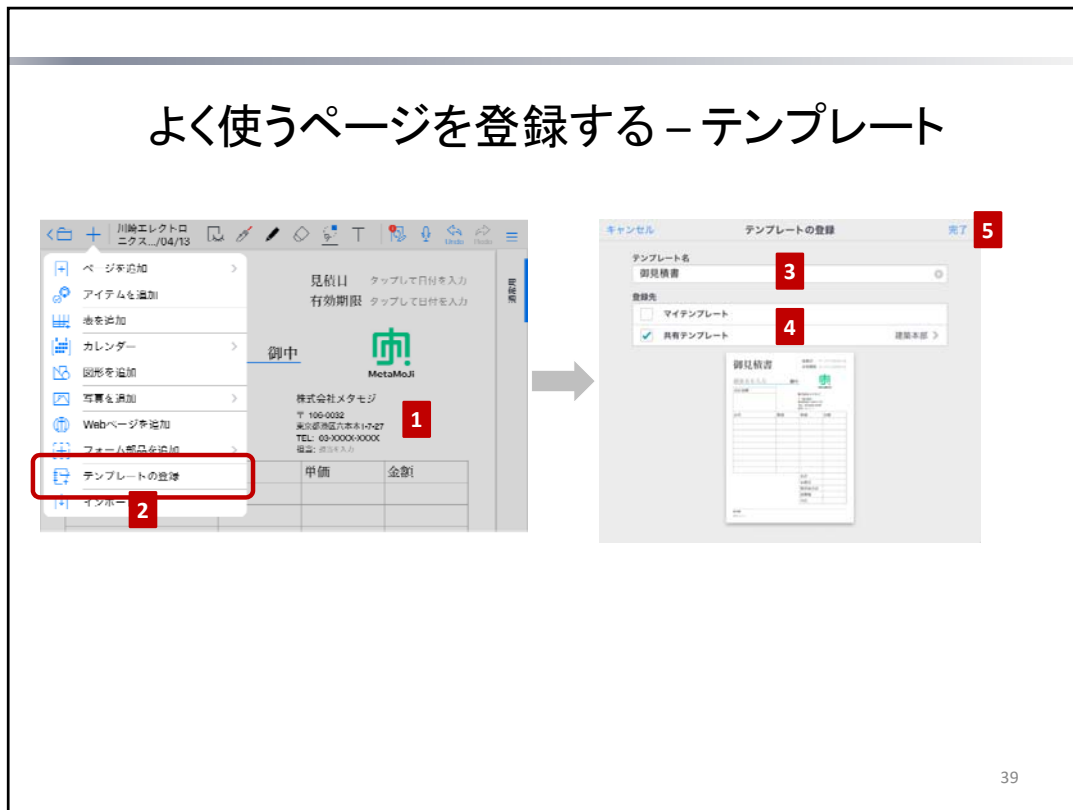 よく使うページを登録する – テンプレート
川崎エレクトロ
ニクス.../04/13
T
Undo
Redo
ページを追加
アイテムを追加
表を追加
カレンダー
図形を追加
写真を追加
Webページを追加
フォーム部品を追加
テンプレートの登録
インポー
2
見積日 タップして日付を入力
有効期限 タップして日付を入力
御中
MetaMoJi
株式会社メタモジ
〒 106-0032
東京都港区六本木1-7-27
TEL: 03-XXXX-XXXX
担当: 担当を入力
1
単価 金額
キャンセル テンプレートの登録 完了 5
テンプレート名
御見積書 3
登録先
マイテンプレート
4
共有テンプレート 建築本部
御見積書
御中
39